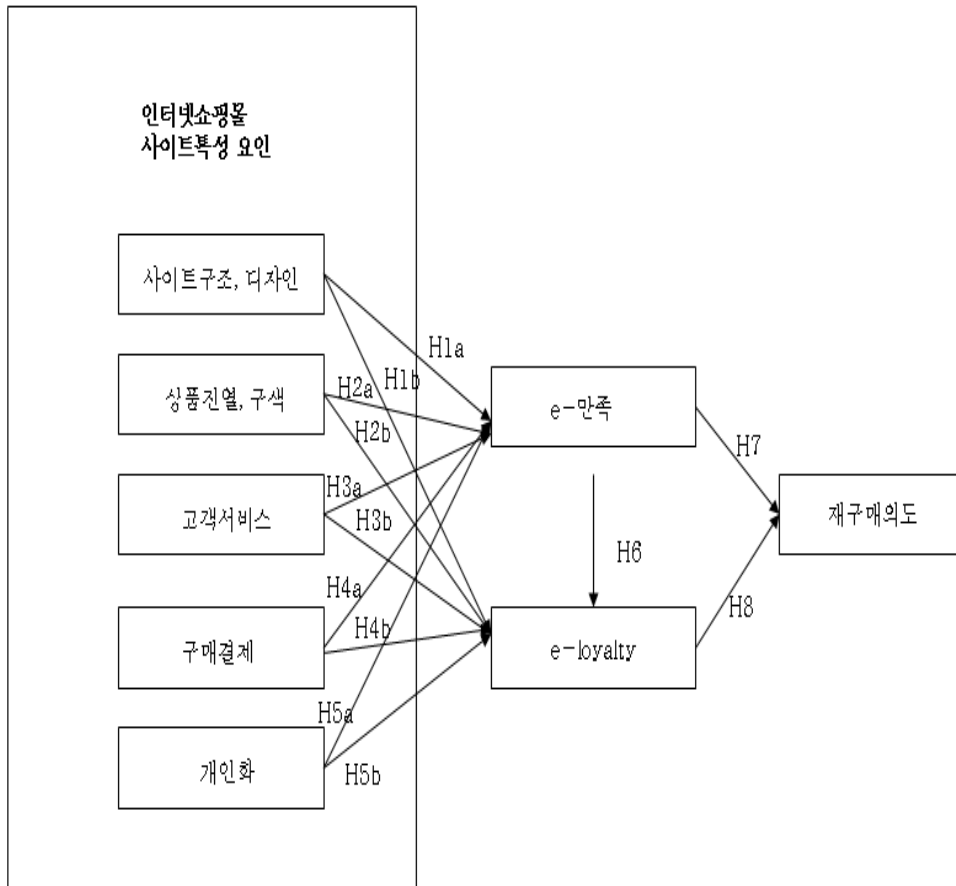 인터넷쇼핑몰
사이트특성 요인
사이트구조, 디자인
H1a
H1b
상품진열, 구색
H2a
H2b
e-만족
H7
고객서비스
H3a
H3b
재구매의도
H6
H4a
H4b
H8
구매결제
e-loyalty
H5a
H5b
개인화